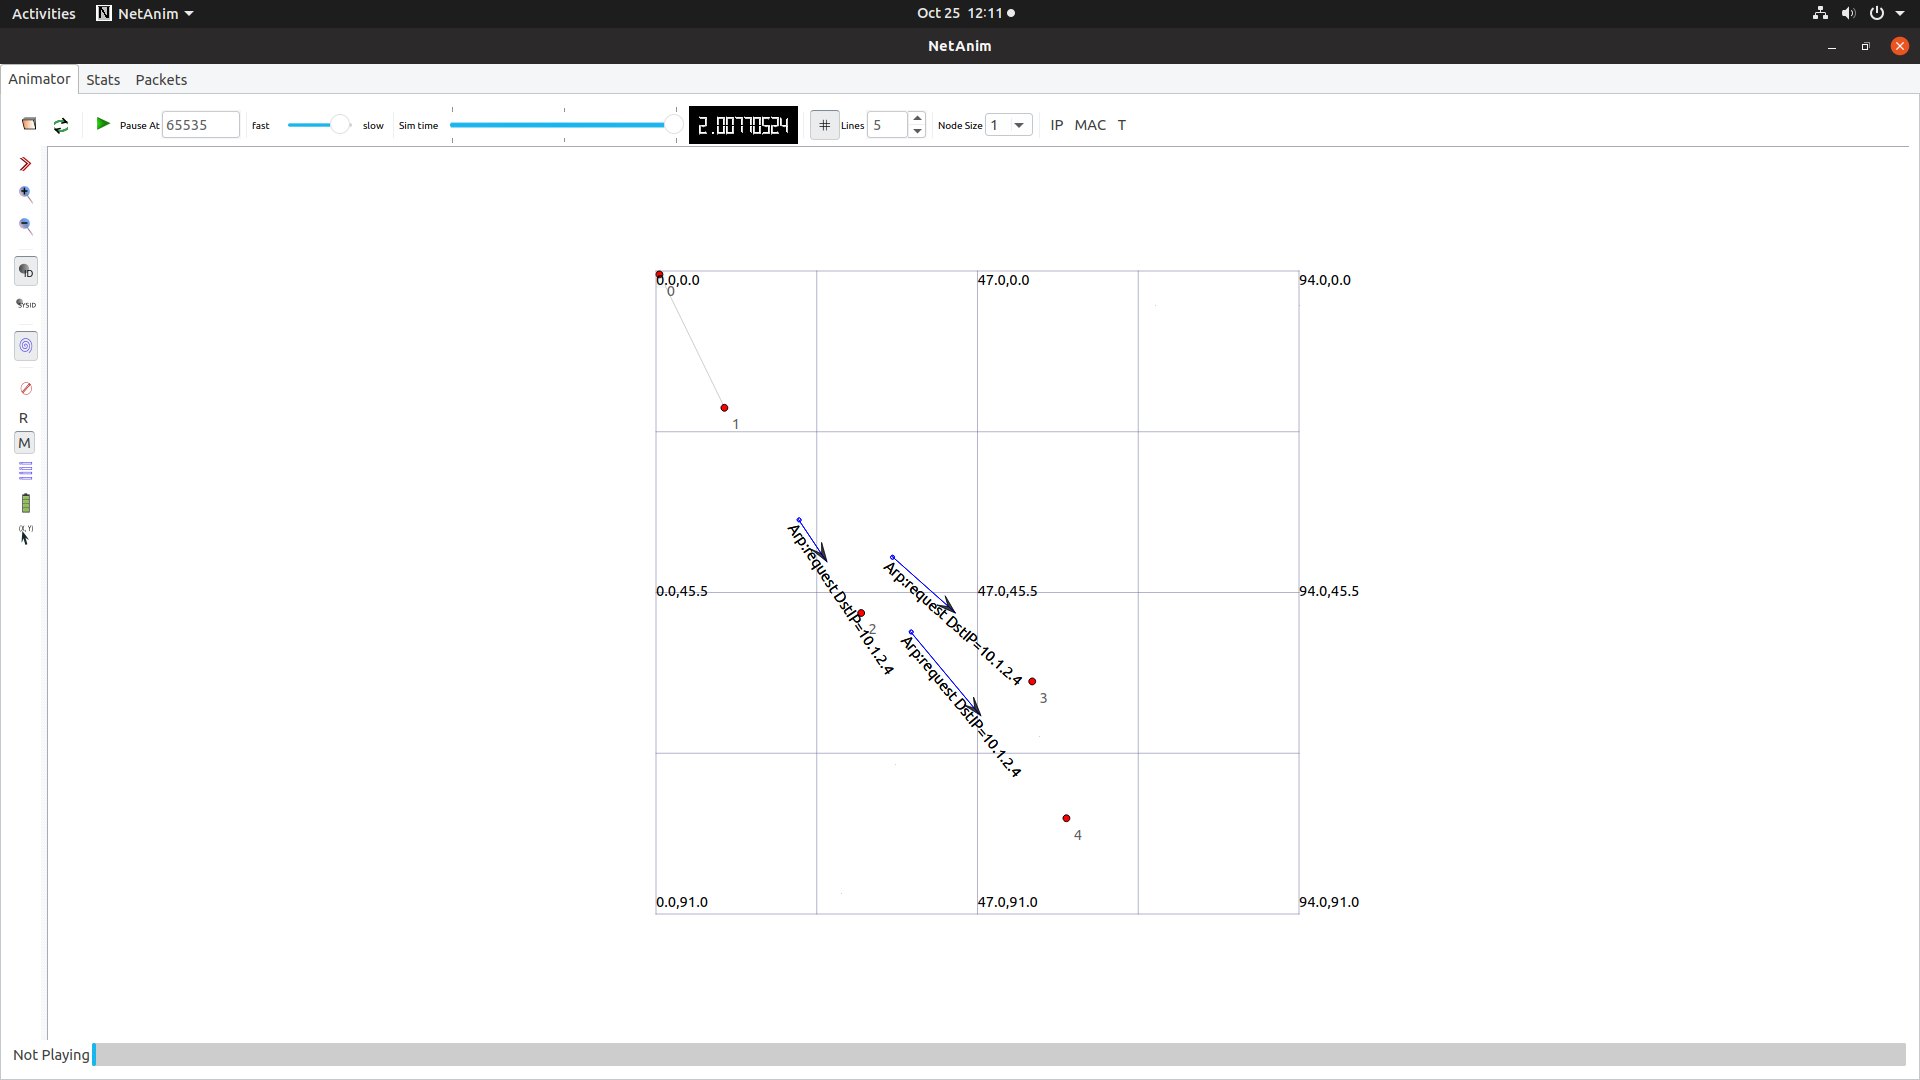 Activities NetAnim Oct 25 12:11
NetAnim
Animator Stats Packets
Pause At 65535 fast slow Sim time 2.00770524 # Lines 5 Node Size 1 IP MAC T
ID
SYSID
R
M
(X, Y)
0.0,0.0 47.0,0.0 94.0,0.0
0
1
Arp:request DstIP=10.1.2.4
Arp:request DstIP=10.1.2.4
0.0,45.5 47.0,45.5 94.0,45.5
2
Arp:request DstIP=10.1.2.4
3
4
0.0,91.0 47.0,91.0 94.0,91.0
Not Playing